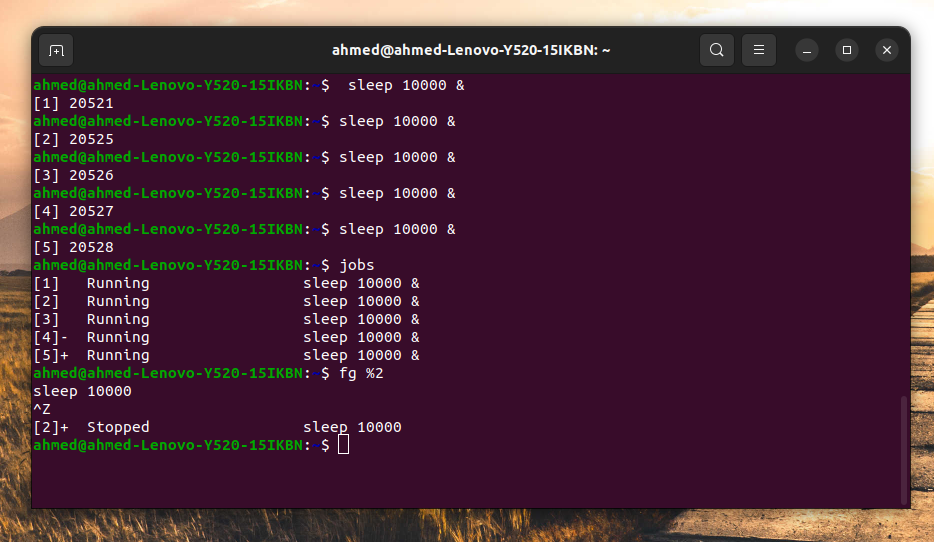 ahmed@ahmed-Lenovo-Y520-15IKBN: ~
ahmed@ahmed-Lenovo-Y520-15IKBN:~$  sleep 10000 &
[1] 20521
ahmed@ahmed-Lenovo-Y520-15IKBN:~$ sleep 10000 &
[2] 20525
ahmed@ahmed-Lenovo-Y520-15IKBN:~$ sleep 10000 &
[3] 20526
ahmed@ahmed-Lenovo-Y520-15IKBN:~$ sleep 10000 &
[4] 20527
ahmed@ahmed-Lenovo-Y520-15IKBN:~$ sleep 10000 &
[5] 20528
ahmed@ahmed-Lenovo-Y520-15IKBN:~$ jobs
[1]   Running                 sleep 10000 &
[2]   Running                 sleep 10000 &
[3]   Running                 sleep 10000 &
[4]-  Running                 sleep 10000 &
[5]+  Running                 sleep 10000 &
ahmed@ahmed-Lenovo-Y520-15IKBN:~$ fg %2
sleep 10000
^Z
[2]+  Stopped                 sleep 10000
ahmed@ahmed-Lenovo-Y520-15IKBN:~$